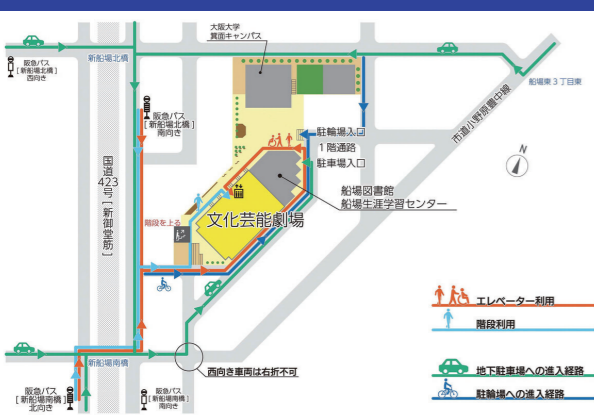 大阪大学
箕面キャンパス
新船場北橋
阪急バス
[新船場北橋]
西向き
阪急バス
[新船場北橋]
南向き
船場東3丁目東
市道小野原豊中線
N
駐輪場入口
1階通路
駐車場入口
国道423号[新御堂筋]
船場図書館
船場生涯学習センター
階段を上る
文化芸能劇場
エレベーター利用
階段利用
新船場南橋
西向き車両は右折不可
地下駐車場への進入経路
駐輪場への進入経路
阪急バス
[新船場南橋]
北向き
阪急バス
[新船場南橋]
南向き